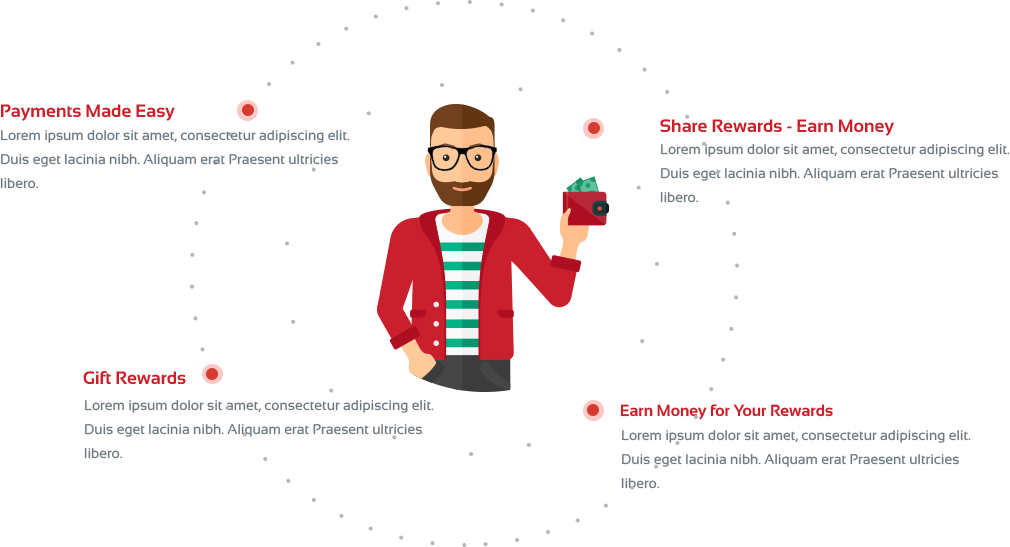 Payments Made Easy
Lorem ipsum dolor sit amet, consectetur adipiscing elit.
Duis eget lacinia nibh. Aliquam erat Praesent ultricies
libero.
Share Rewards - Earn Money
Lorem ipsum dolor sit amet, consectetur adipiscing elit.
Duis eget lacinia nibh. Aliquam erat Praesent ultricies
libero.
Gift Rewards
Lorem ipsum dolor sit amet, consectetur adipiscing elit.
Duis eget lacinia nibh. Aliquam erat Praesent ultricies
libero.
Earn Money for Your Rewards
Lorem ipsum dolor sit amet, consectetur adipiscing elit.
Duis eget lacinia nibh. Aliquam erat Praesent ultricies
libero.